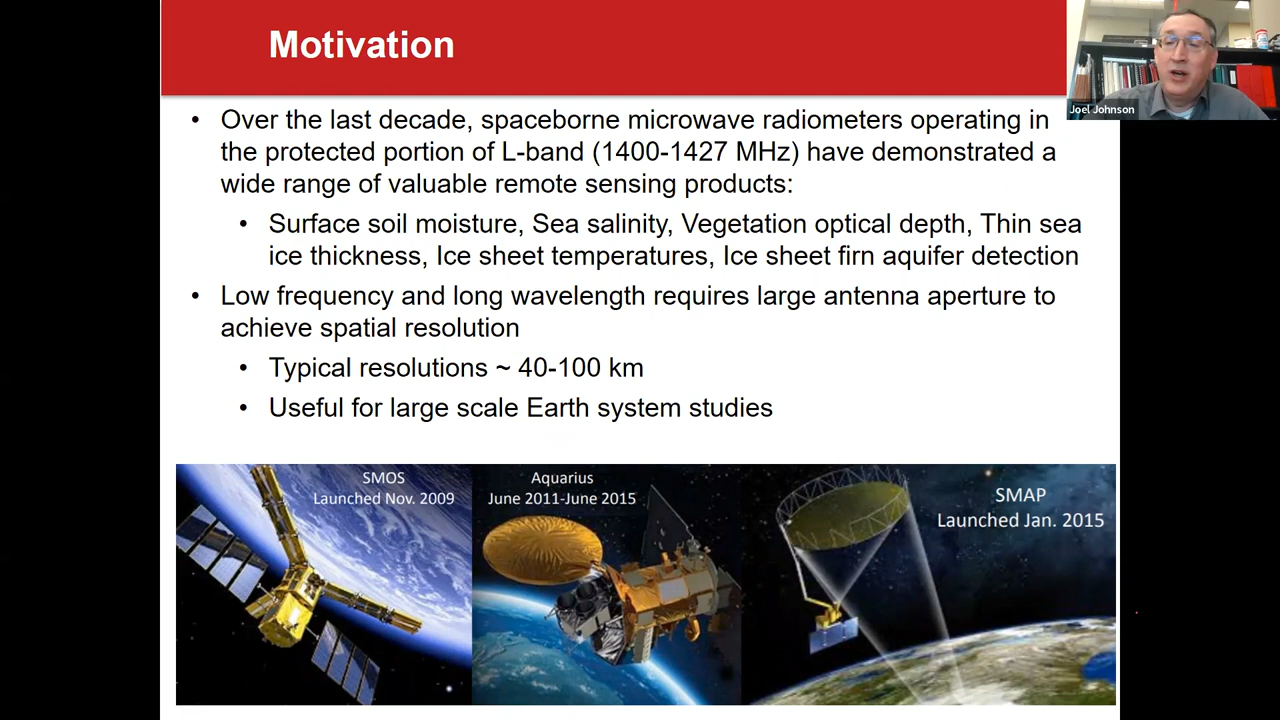 Motivation
Joel Johnson
• Over the last decade, spaceborne microwave radiometers operating in
the protected portion of L-band (1400-1427 MHz) have demonstrated a
wide range of valuable remote sensing products:
• Surface soil moisture, Sea salinity, Vegetation optical depth, Thin sea
ice thickness, Ice sheet temperatures, Ice sheet firn aquifer detection
• Low frequency and long wavelength requires large antenna aperture to
achieve spatial resolution
• Typical resolutions ~ 40-100 km
• Useful for large scale Earth system studies
SMOS
Launched Nov. 2009
Aquarius
June 2011-June 2015
SMAP
Launched Jan. 2015